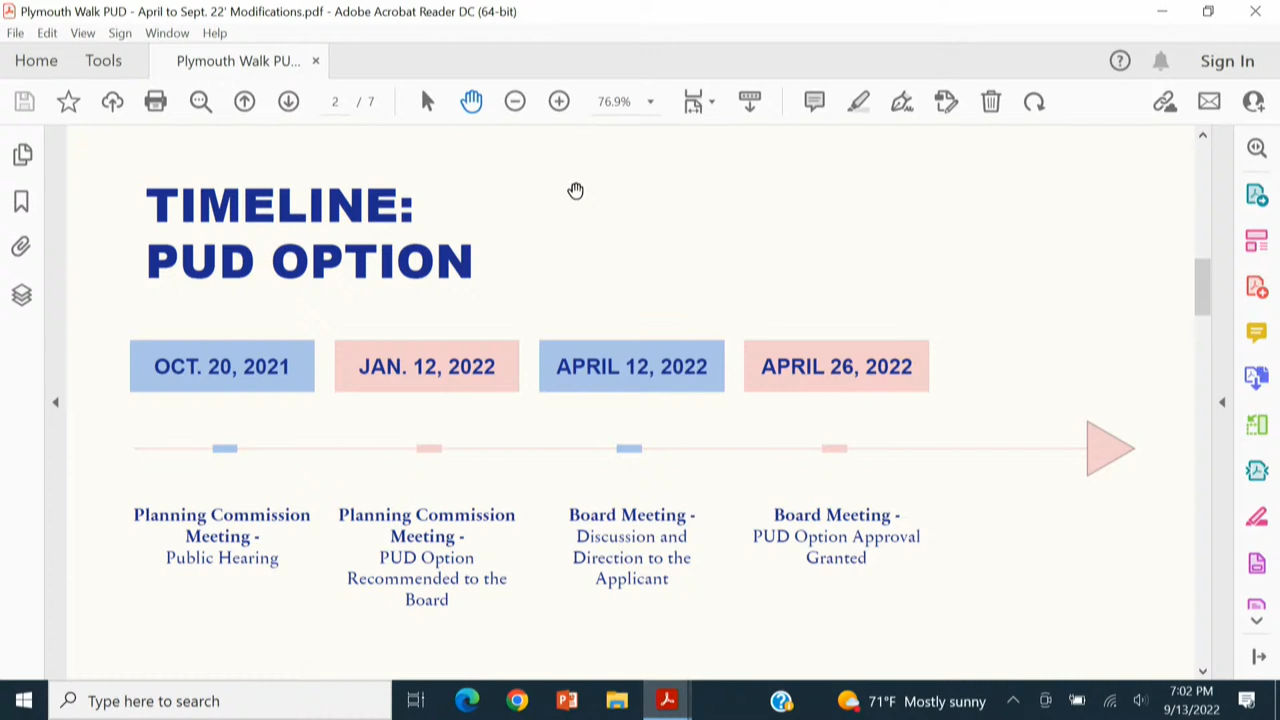 Plymouth Walk PUD - April to Sept. 22' Modifications.pdf - Adobe Acrobat Reader DC (64-bit)
File Edit View Sign Window Help
Home Tools Plymouth Walk PU... × Sign In
2 / 7 76.9%
TIMELINE:
PUD OPTION
OCT. 20, 2021 JAN. 12, 2022 APRIL 12, 2022 APRIL 26, 2022
Planning Commission Planning Commission Board Meeting - Board Meeting -
Meeting - Meeting - Discussion and PUD Option Approval
Public Hearing PUD Option Direction to the Granted
Recommended to the Applicant
Board
Type here to search 71°F Mostly sunny 7:02 PM
9/13/2022